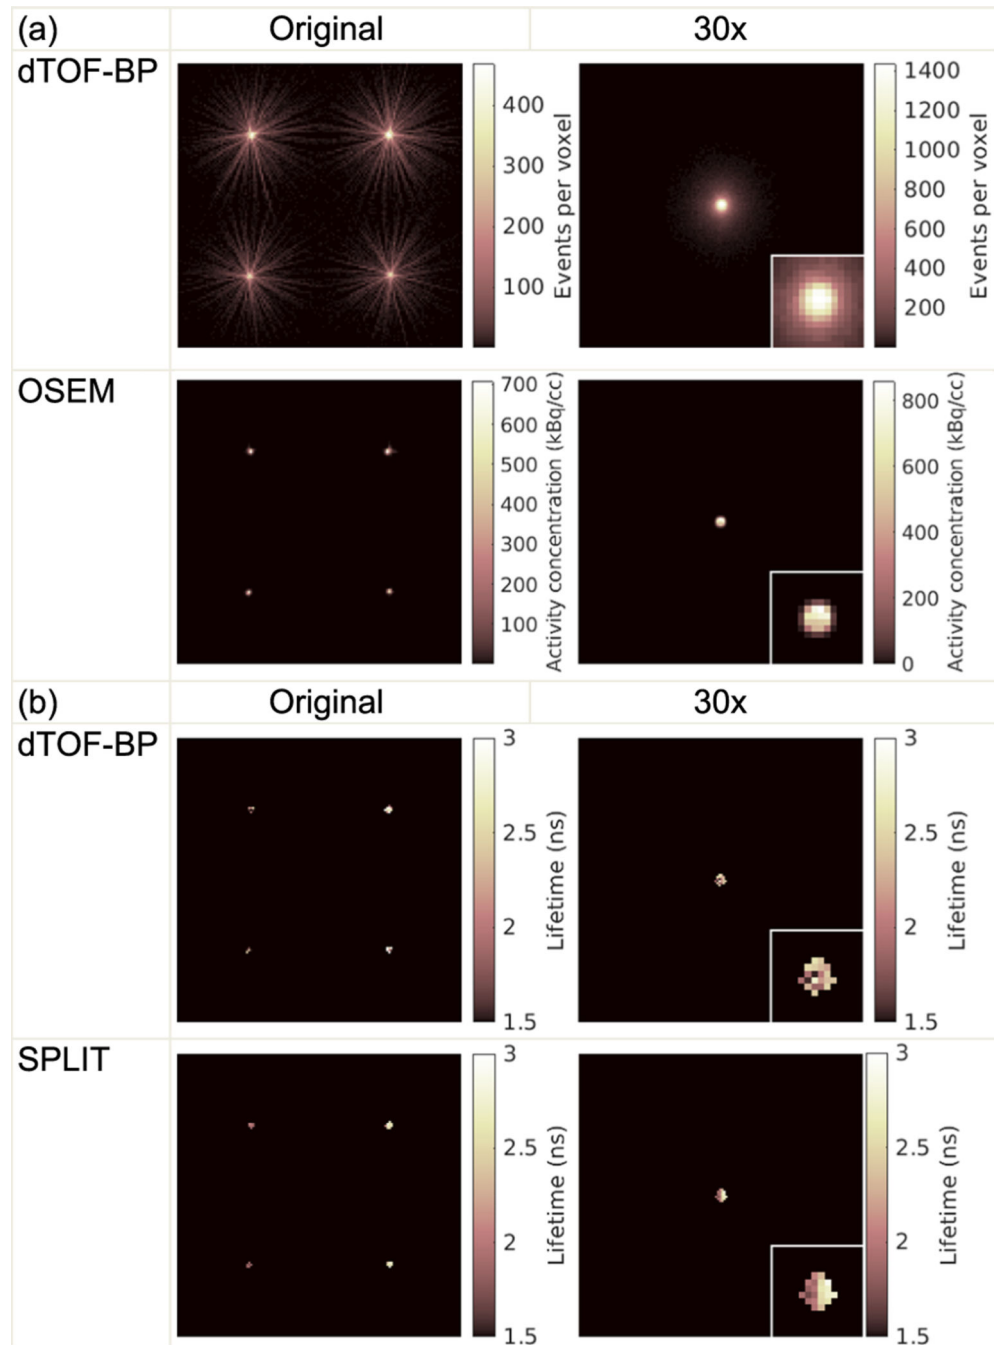 (a) Original 30x
dTOF-BP
400
300
200
100
Events per voxel
1400
1200
1000
800
600
400
200
Events per voxel
OSEM
700
600
500
400
300
200
100
Activity concentration (kBq/cc)
800
600
400
200
0
Activity concentration (kBq/cc)
(b) Original 30x
dTOF-BP
3
2.5
2
1.5
Lifetime (ns)
3
2.5
2
1.5
Lifetime (ns)
SPLIT
3
2.5
2
1.5
Lifetime (ns)
3
2.5
2
1.5
Lifetime (ns)